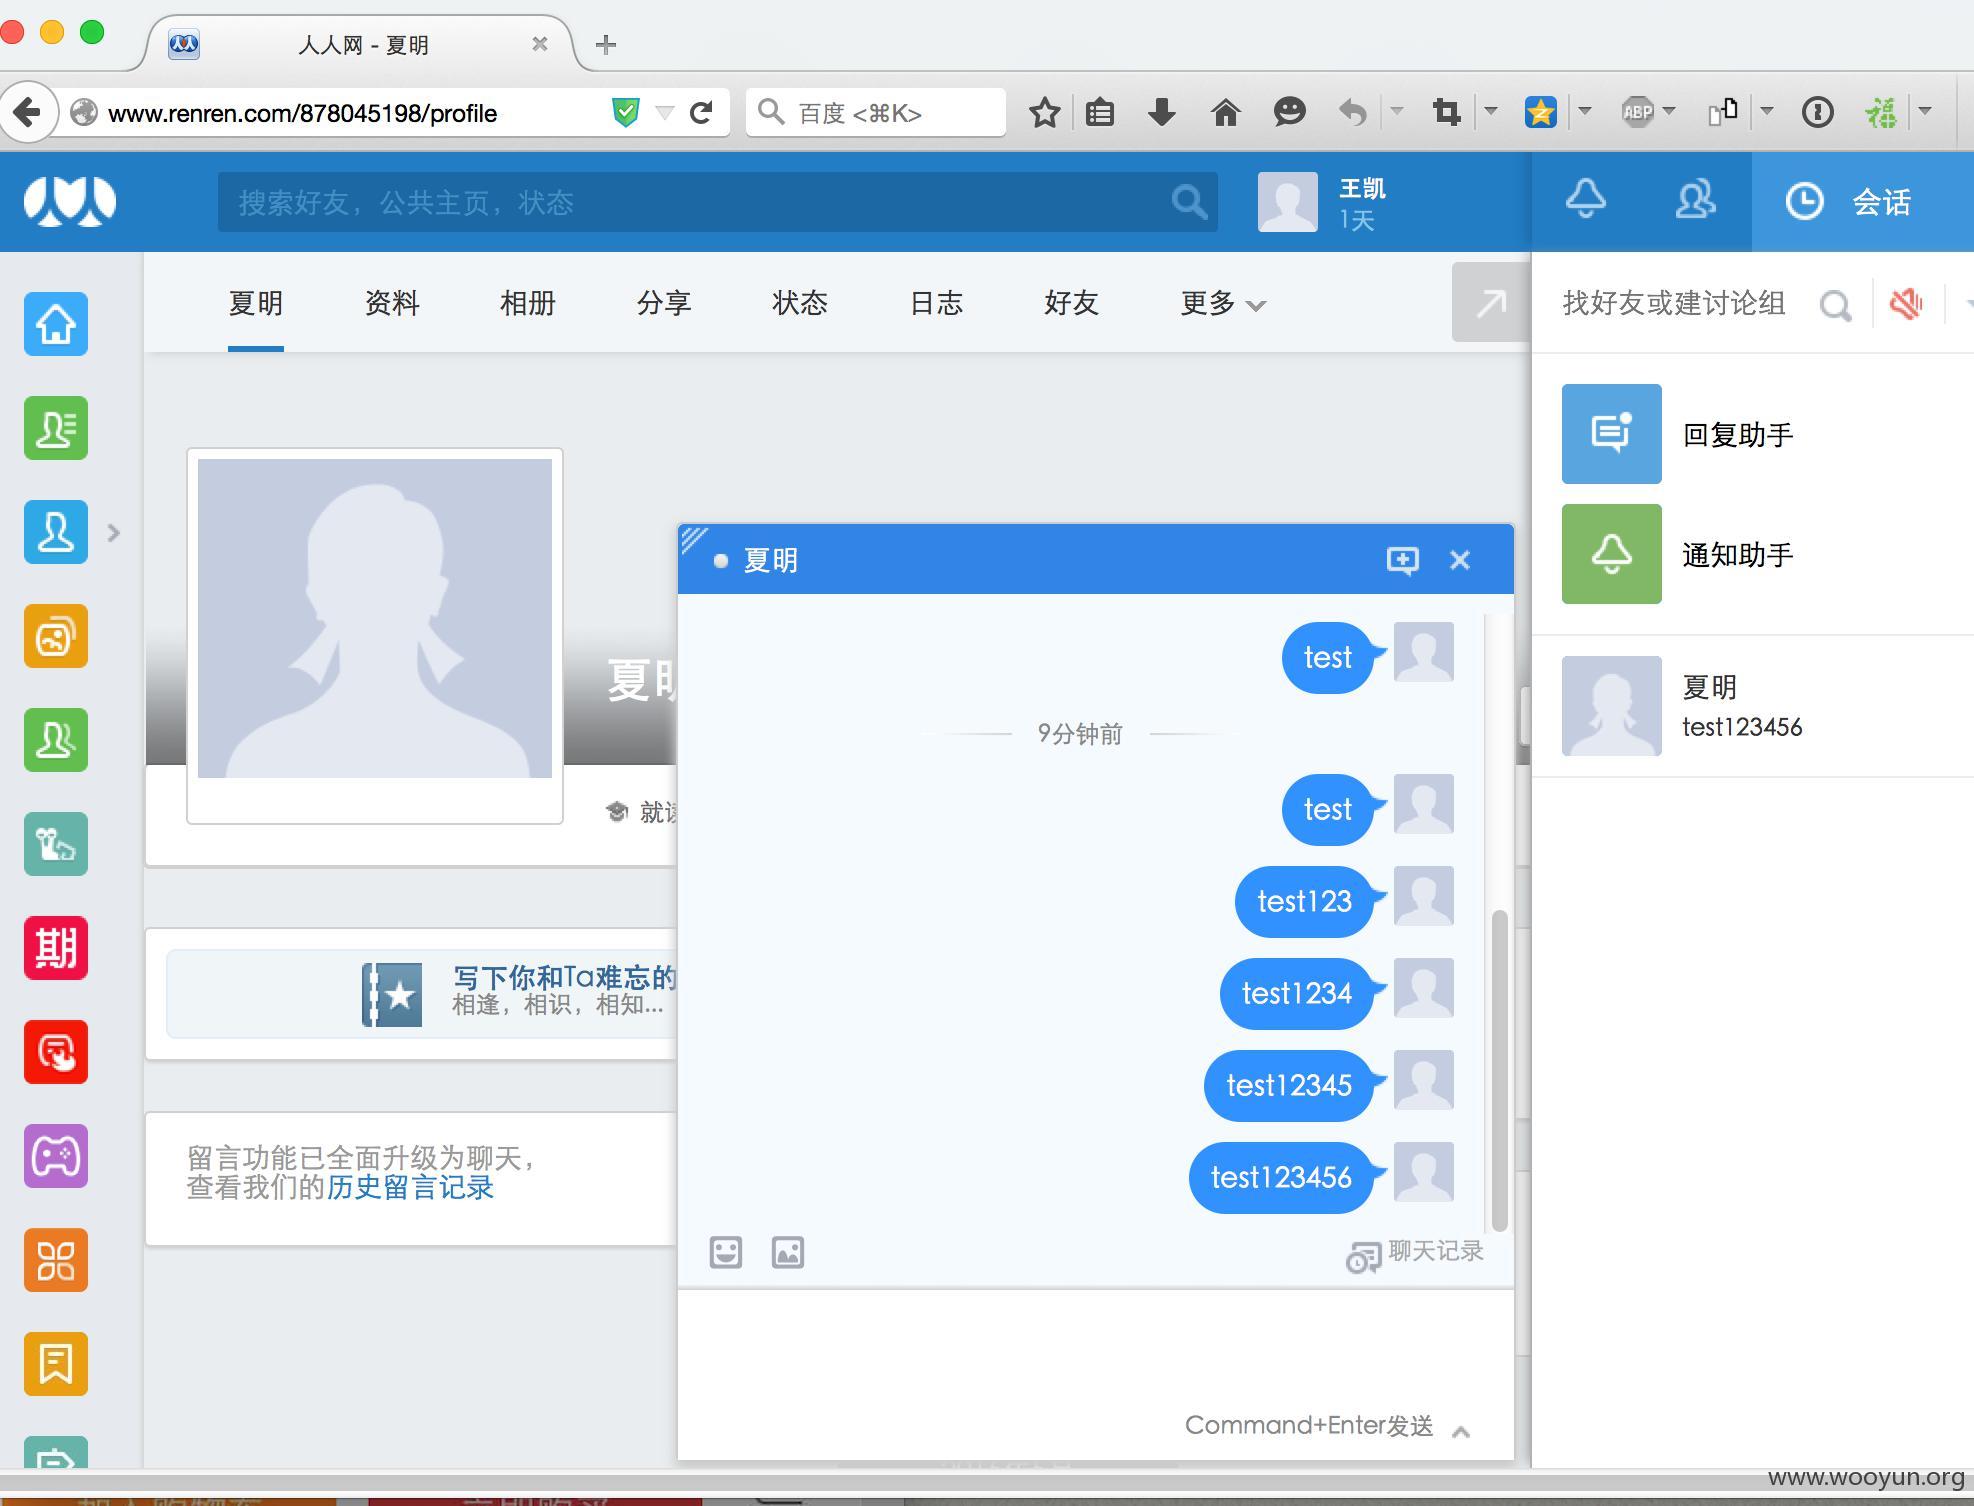 人人网 - 夏明
www.renren.com/878045198/profile
百度 <⌘K>
ABP
福
搜索好友，公共主页，状态
王凯
1天
会话
夏明 资料 相册 分享 状态 日志 好友 更多
找好友或建讨论组
回复助手
通知助手
夏明
test123456
夏明
就
期
写下你和Ta难忘的
相逢，相识，相知...
留言功能已全面升级为聊天，
查看我们的历史留言记录
夏明
test
9分钟前
test
test123
test1234
test12345
test123456
聊天记录
Command+Enter发送
www.wooyun.org